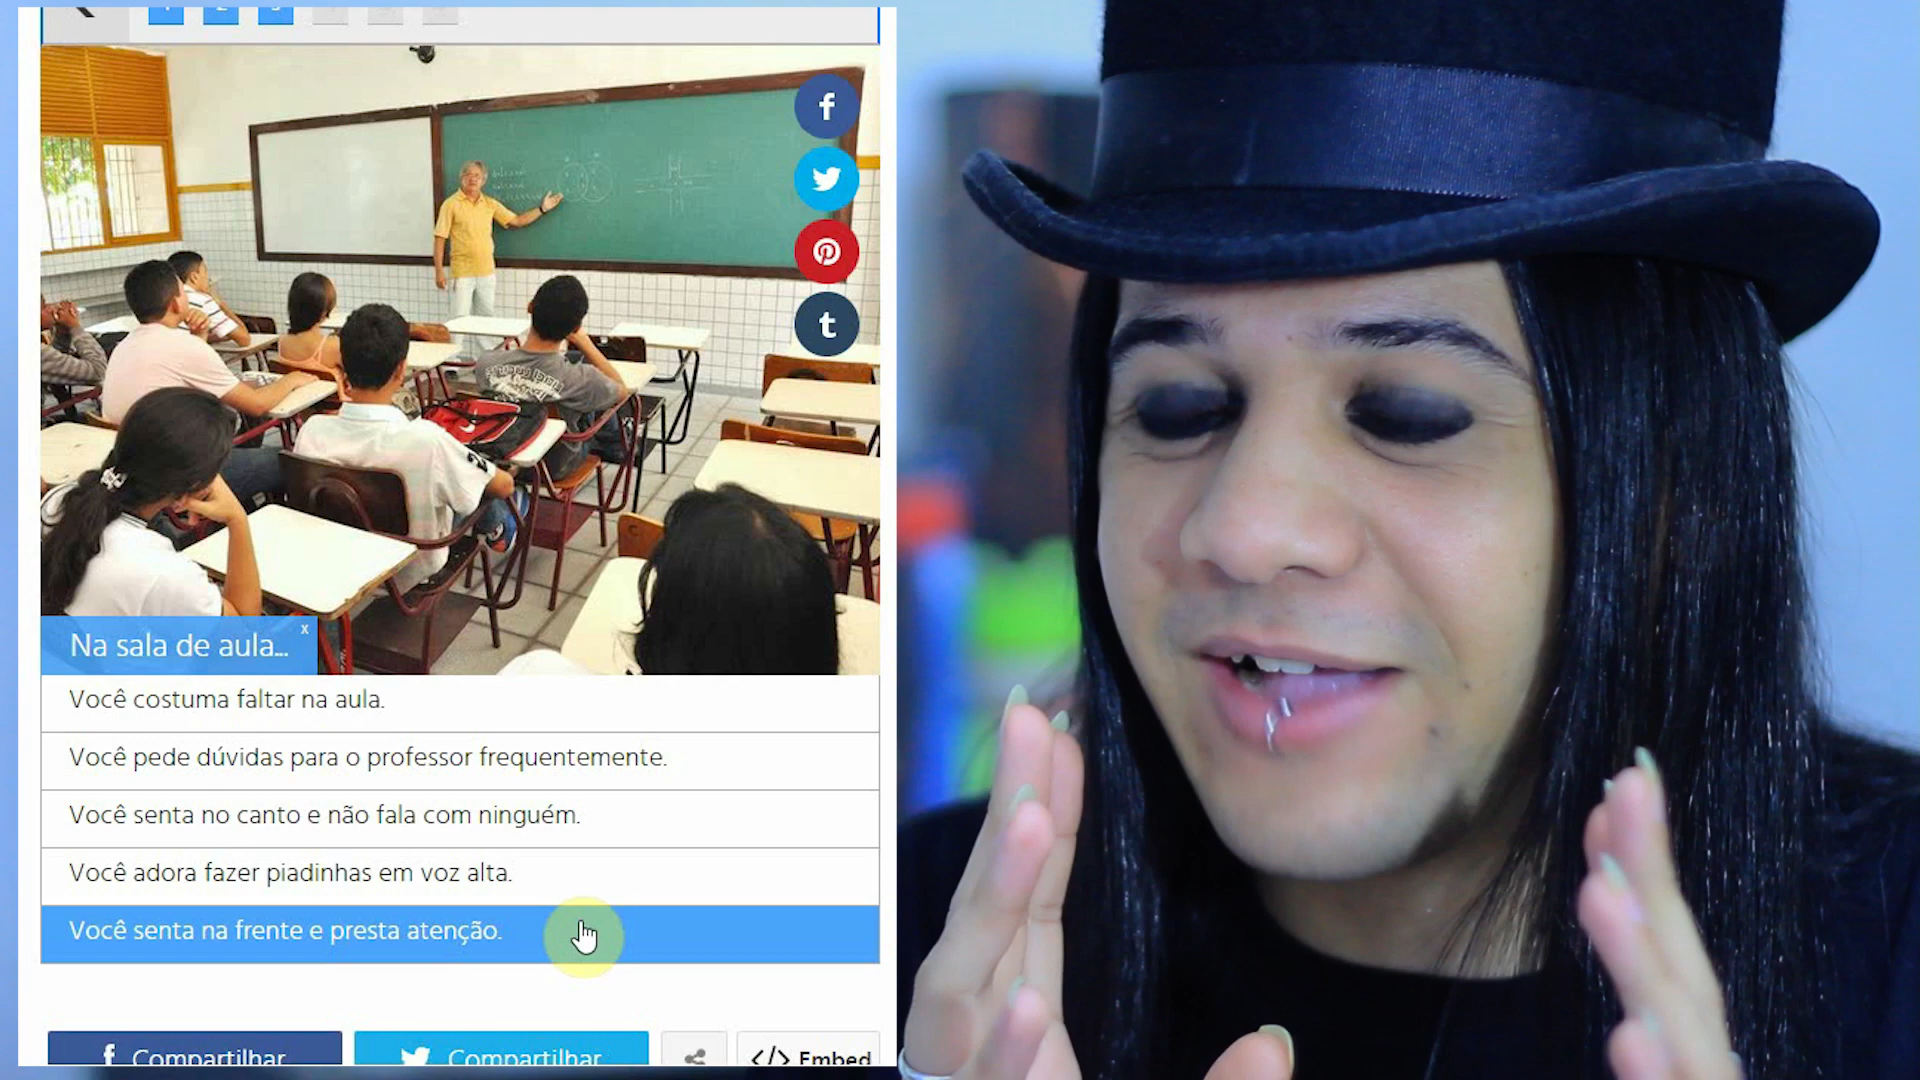 Na sala de aula...
x
Você costuma faltar na aula.
Você pede dúvidas para o professor frequentemente.
Você senta no canto e não fala com ninguém.
Você adora fazer piadinhas em voz alta.
Você senta na frente e presta atenção.
Compartilhar
Compartilhar
</> Embed